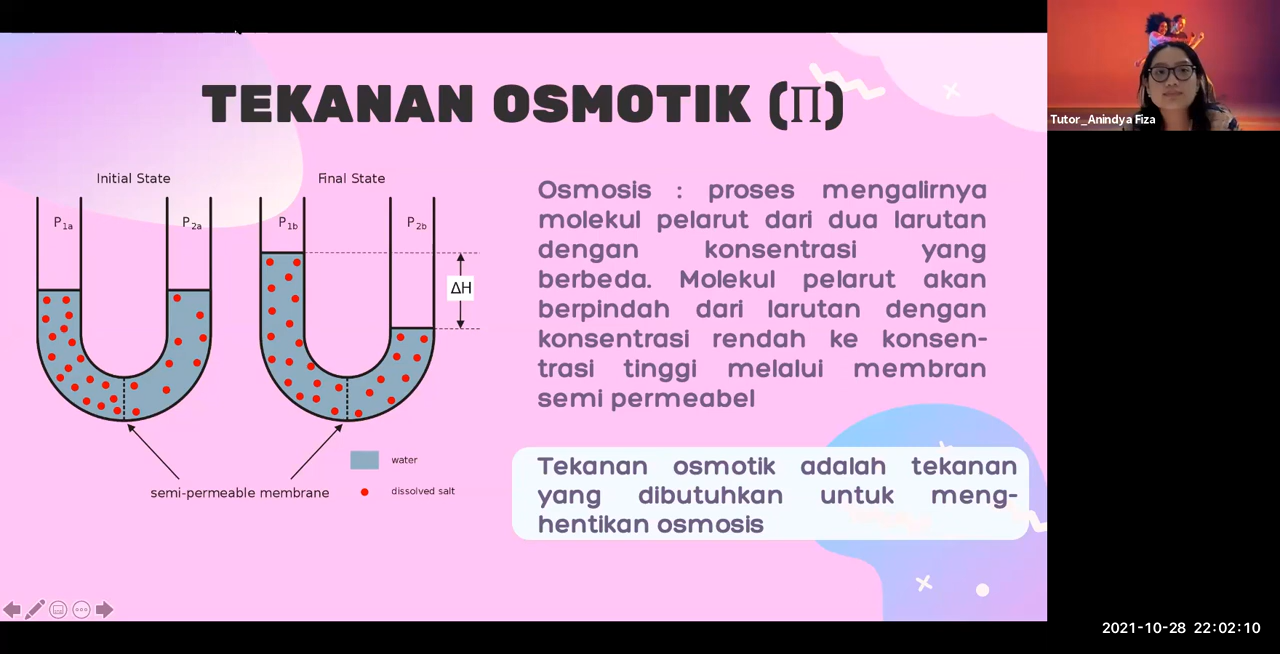 TEKANAN OSMOTIK (Π)
Initial State
Final State
P1a
P2a
P1b
P2b
ΔH
semi-permeable membrane
water
dissolved salt
Osmosis : proses mengalirnya
molekul pelarut dari dua larutan
dengan konsentrasi yang
berbeda. Molekul pelarut akan
berpindah dari larutan dengan
konsentrasi rendah ke konsen-
trasi tinggi melalui membran
semi permeabel
Tekanan osmotik adalah tekanan
yang dibutuhkan untuk meng-
hentikan osmosis
Tutor_Anindya Fiza
2021-10-28 22:02:10